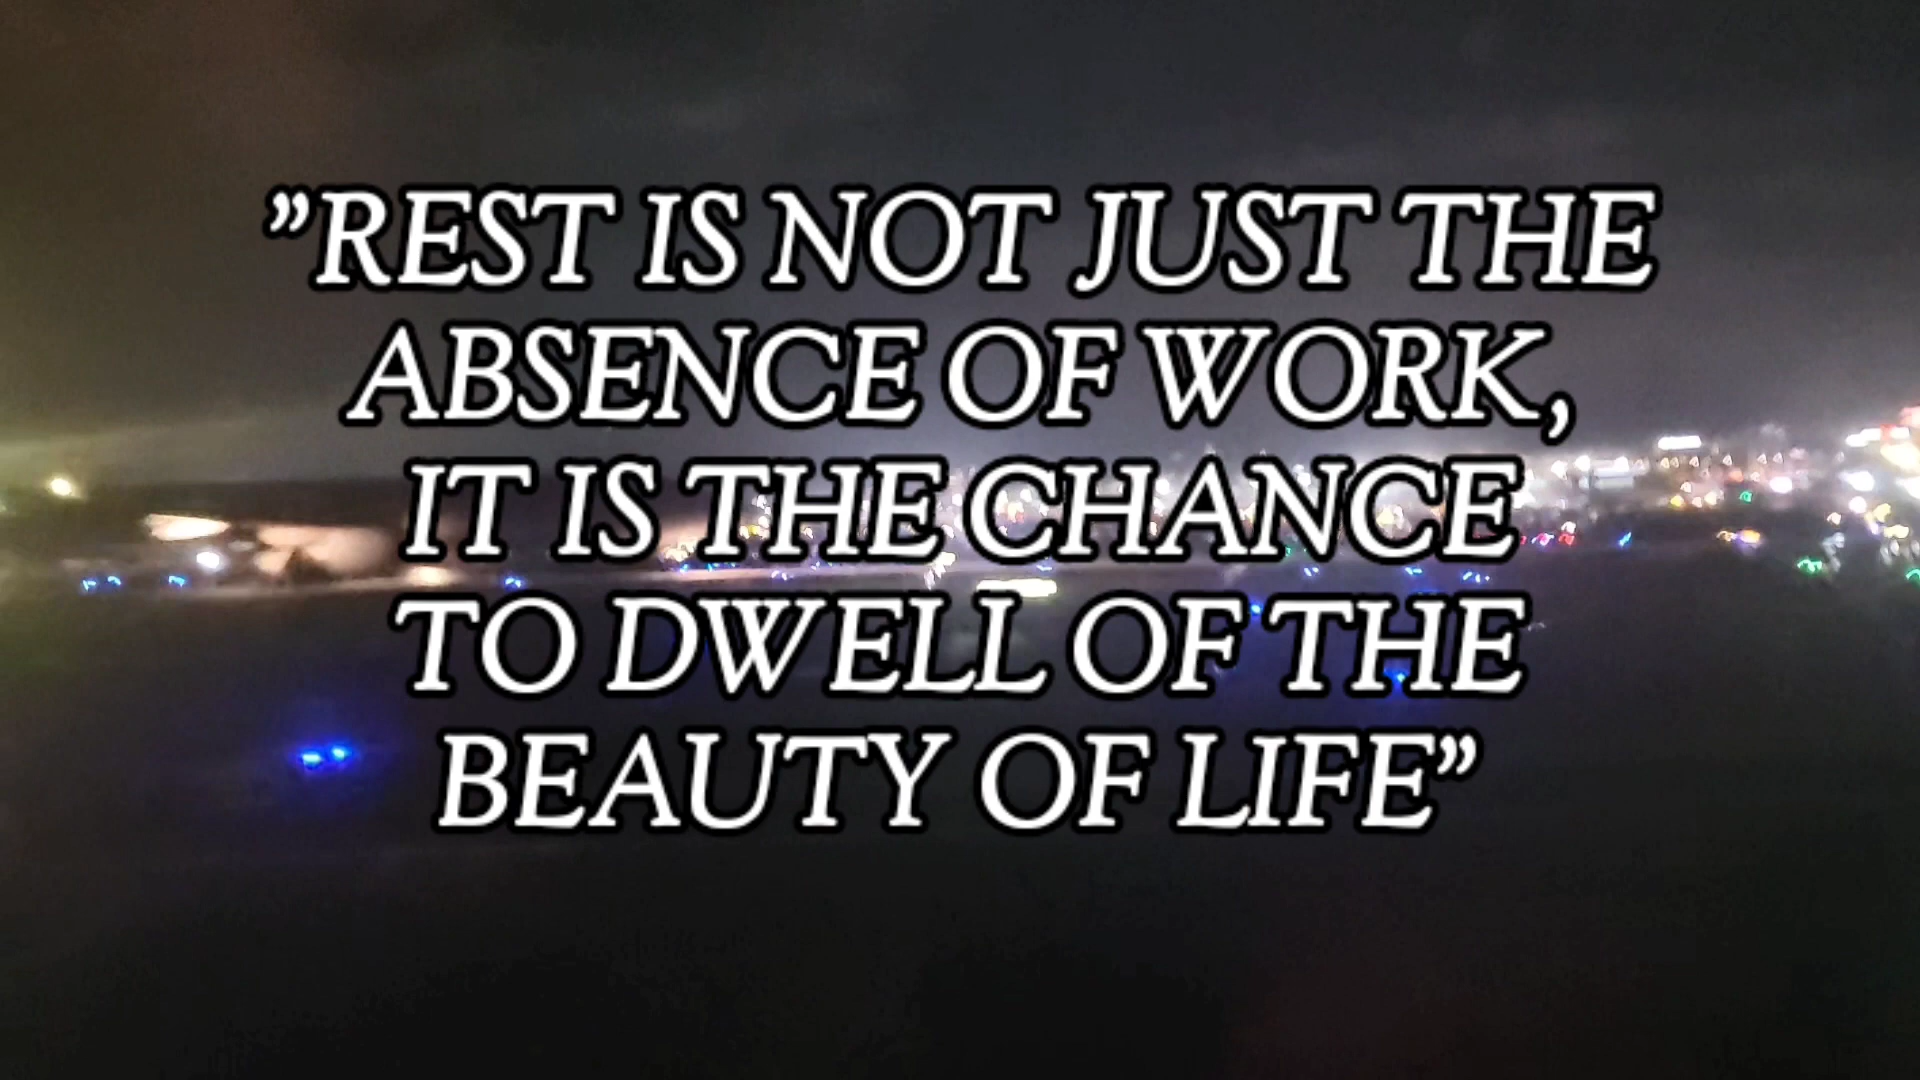 ”REST IS NOT JUST THE
ABSENCE OF WORK,
IT IS THE CHANCE
TO DWELL OF THE
BEAUTY OF LIFE”